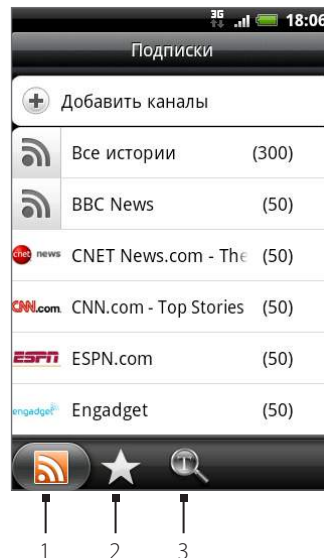 3G 18:06
Подписки
Добавить каналы
Все истории (300)
BBC News (50)
cnet news CNET News.com - The (50)
CNN.com CNN.com - Top Stories (50)
ESPN ESPN.com (50)
engadget Engadget (50)
T
1 2 3